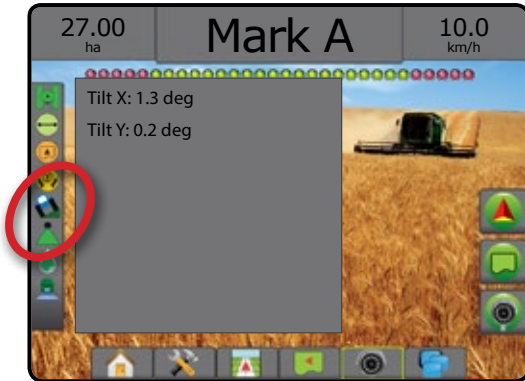 27.00
ha
Mark A
10.0
km/h
Tilt X: 1.3 deg
Tilt Y: 0.2 deg